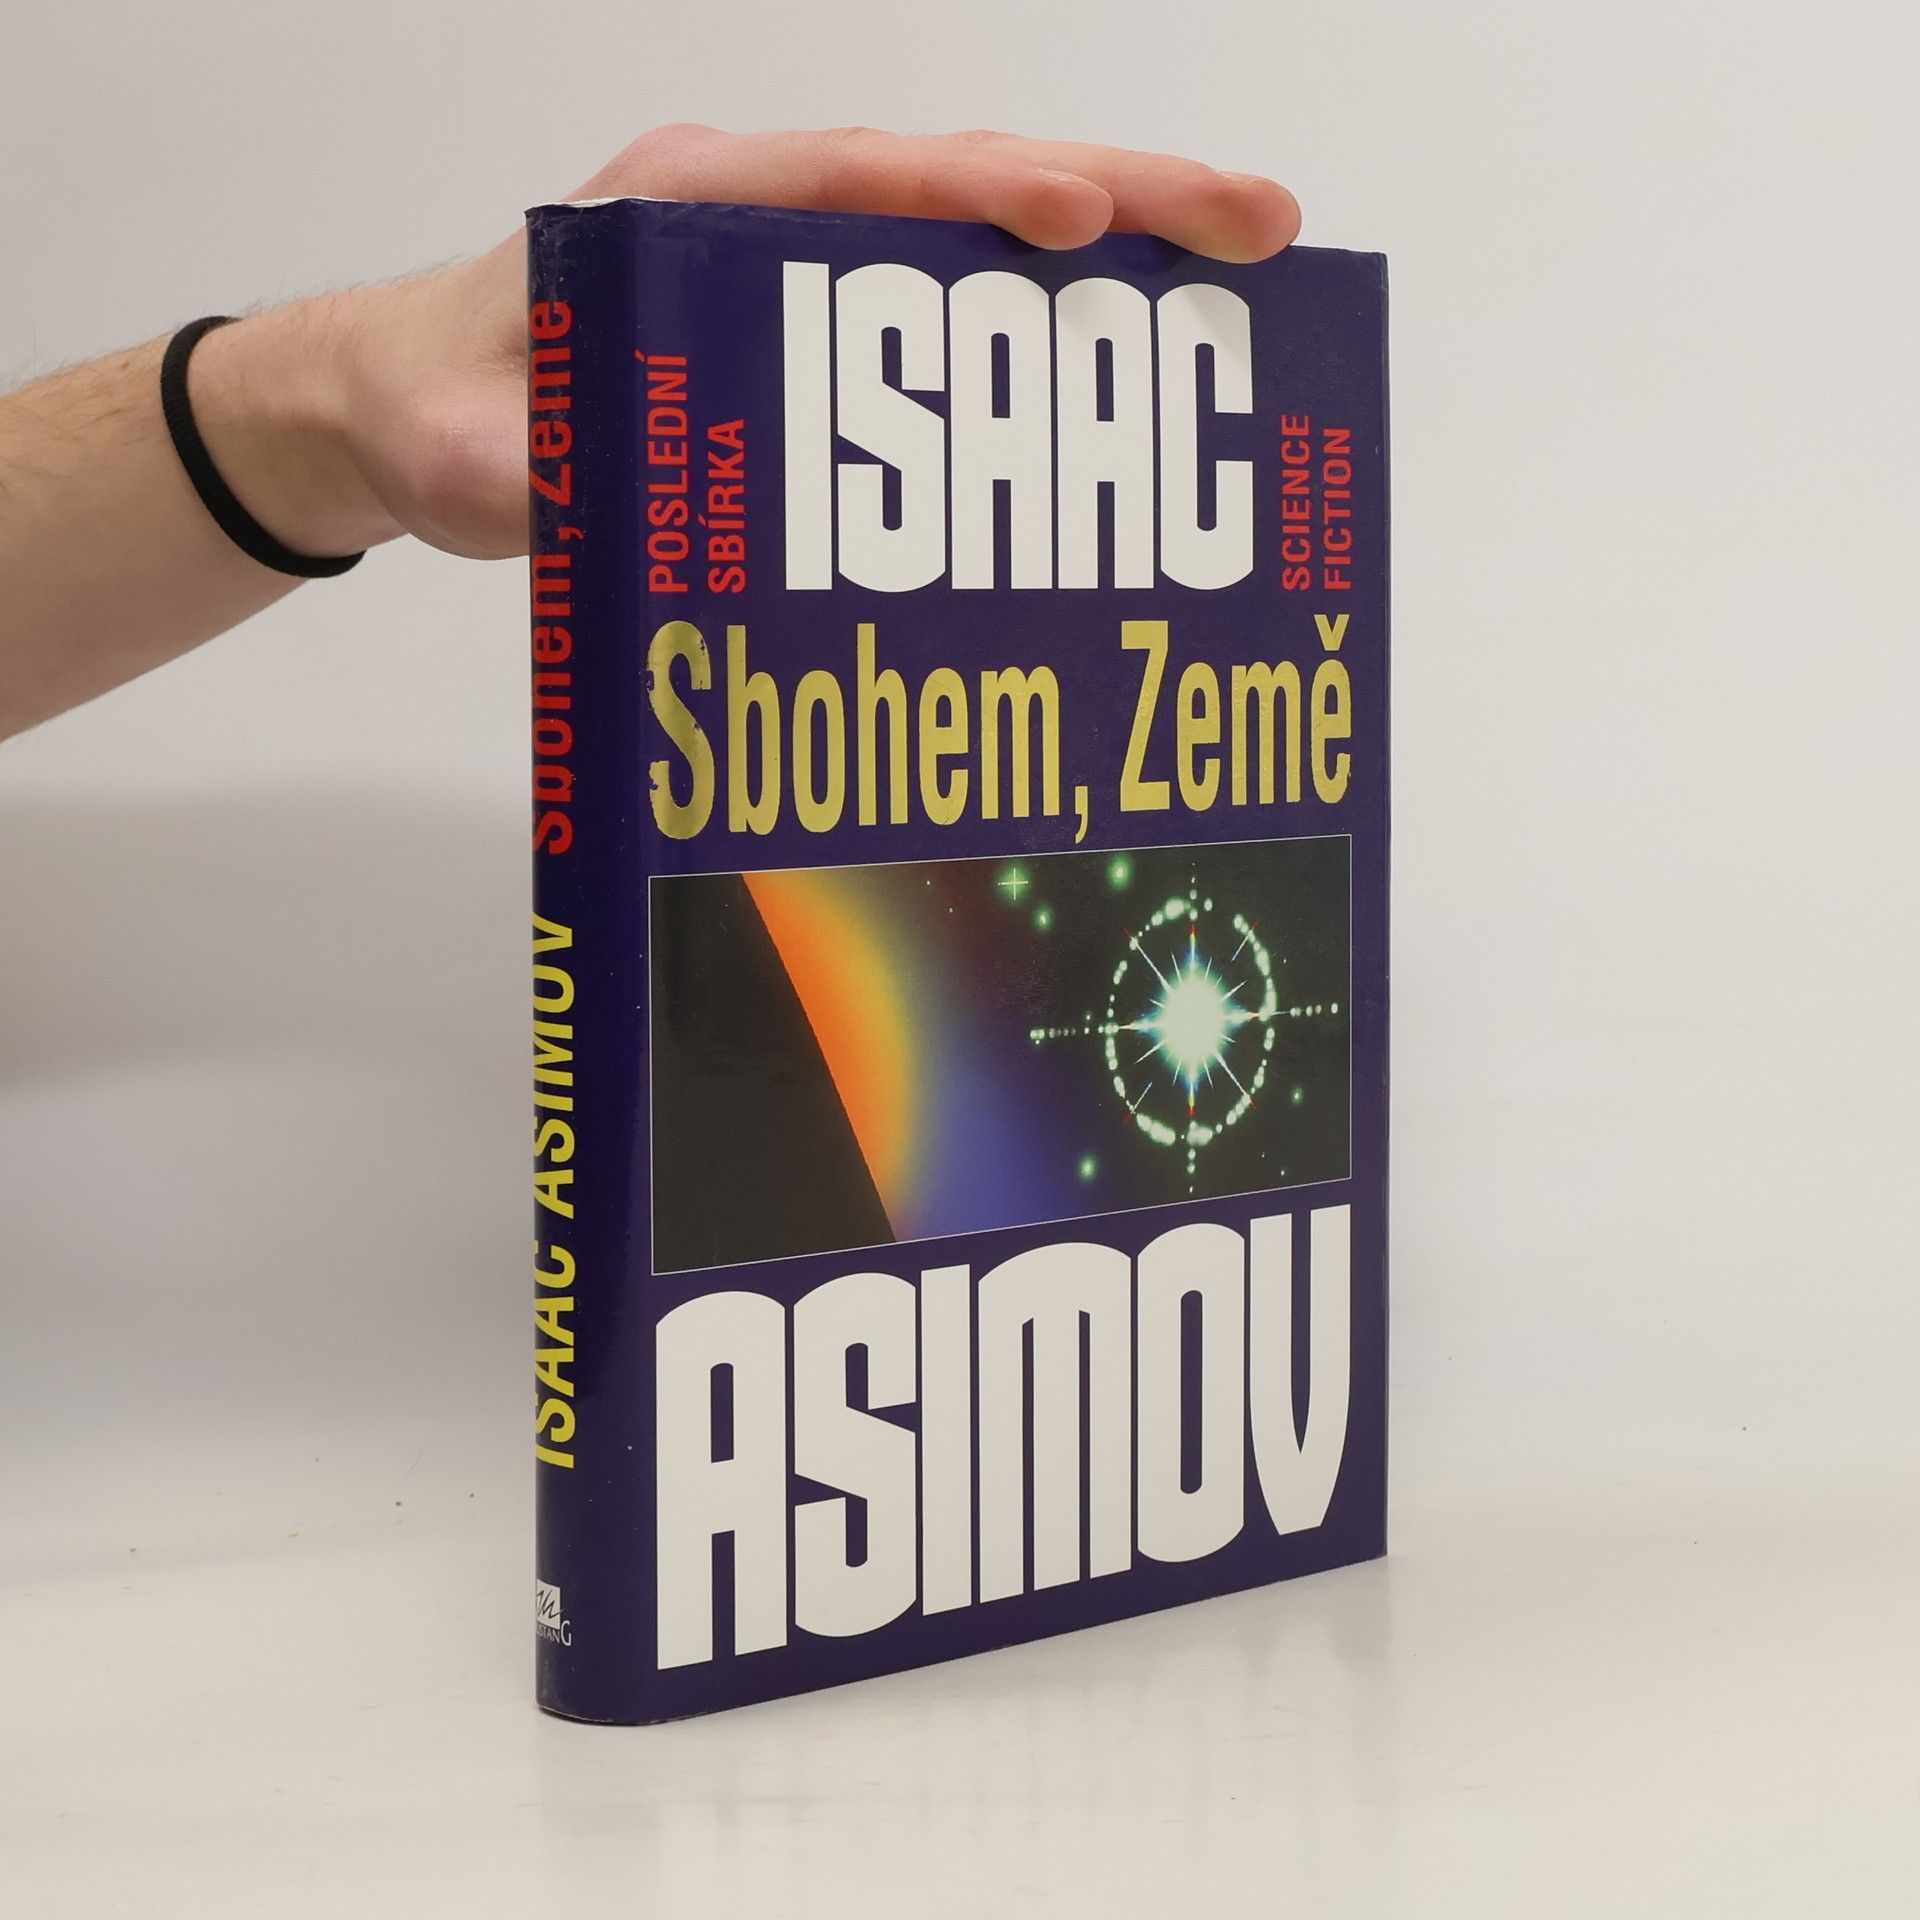 ISAAC ASIMOV Sbohem, Země
POSLEDNÍ
SBÍRKA
ISAAC
SCIENCE
FICTION
Sbohem, Země
ASIMOV